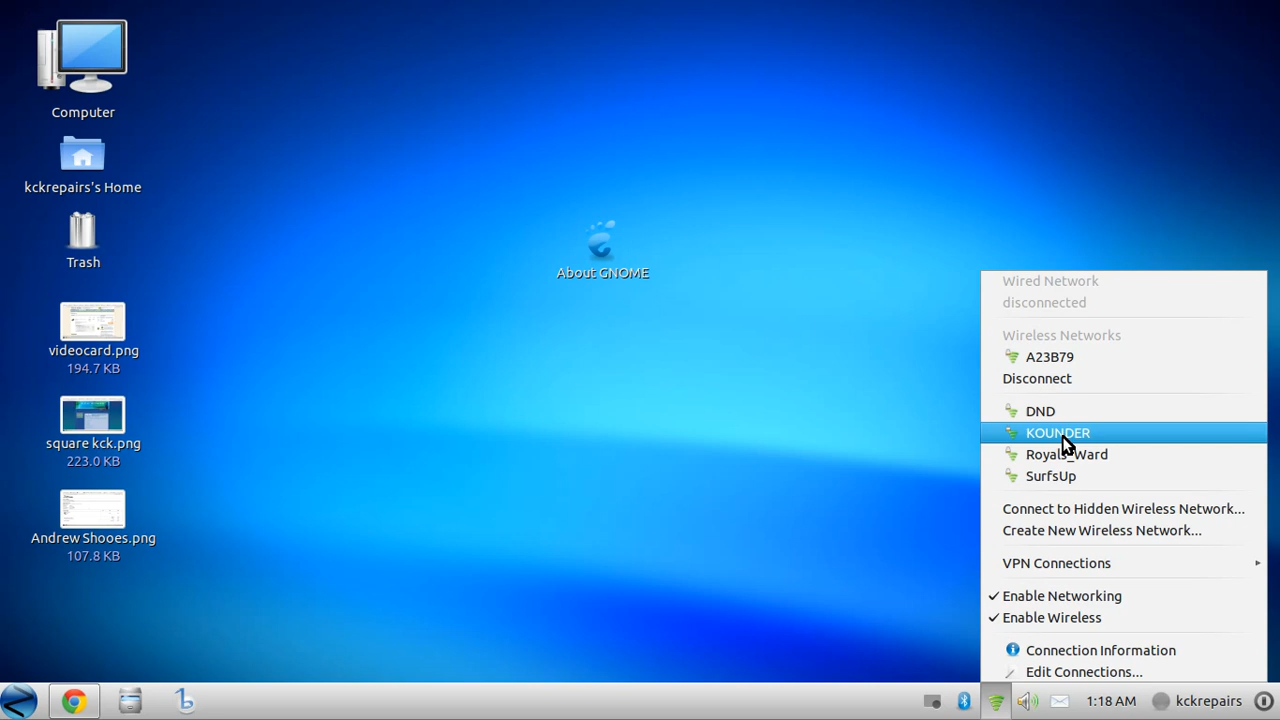 Computer
kckrepairs's Home
Trash
videocard.png
194.7 KB
square kck.png
223.0 KB
Andrew Shooes.png
107.8 KB
About GNOME
Wired Network
disconnected
Wireless Networks
A23B79
Disconnect
DND
KOUNDER
Royals_Ward
SurfsUp
Connect to Hidden Wireless Network...
Create New Wireless Network...
VPN Connections
Enable Networking
Enable Wireless
Connection Information
Edit Connections...
1:18 AM
kckrepairs